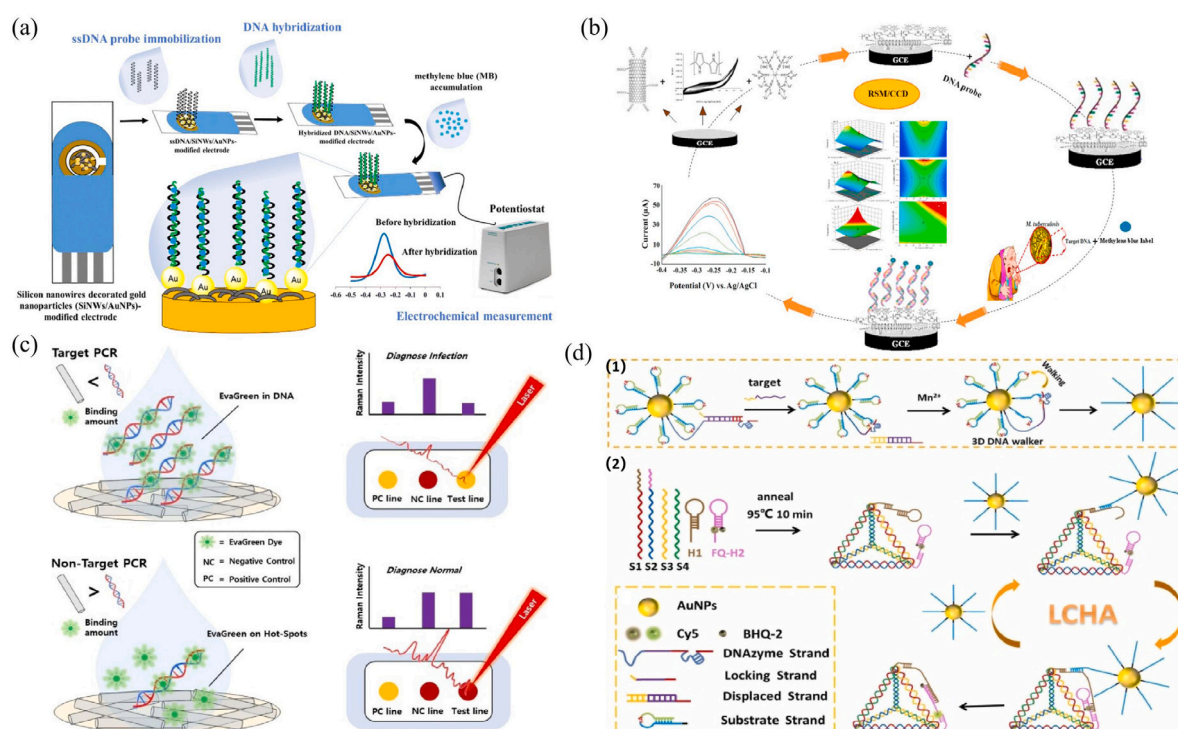 (a)
ssDNA probe immobilization
DNA hybridization
ssDNA/SiNWs/AuNPs-
modified electrode
Hybridized DNA/SiNWs/AuNPs-
modified electrode
methylene blue (MB)
accumulation
Before hybridization
After hybridization
Potentiostat
-0.6 -0.5 -0.4 -0.3 -0.2 -0.1 0
Au Au Au Au Au
Silicon nanowires decorated gold
nanoparticles (SiNWs/AuNPs)-
modified electrode
Electrochemical measurement
(b)
GCE
GCE
DNA probe
GCE
RSM/CCD
M. tuberculosis
Target DNA + Methylene blue label
GCE
Current (µA)
70
50
30
10
-10
-0.4 -0.35 -0.3 -0.25 -0.2 -0.15 -0.1
Potential (V) vs. Ag/AgCl
(c)
Target PCR
<
Binding
amount
EvaGreen in DNA
Raman Intensity
Diagnose Infection
Laser
PC line NC line Test line
= EvaGreen Dye
NC = Negative Control
PC = Positive Control
Non-Target PCR
>
Binding
amount
EvaGreen on Hot-Spots
Raman Intensity
Diagnose Normal
Laser
PC line NC line Test line
(d)
(1)
target
Mn²⁺
Walking
3D DNA walker
(2)
S1 S2 S3 S4
H1 FQ-H2
anneal
95℃ 10 min
LCHA
AuNPs
Cy5 BHQ-2
DNAzyme Strand
Locking Strand
Displaced Strand
Substrate Strand